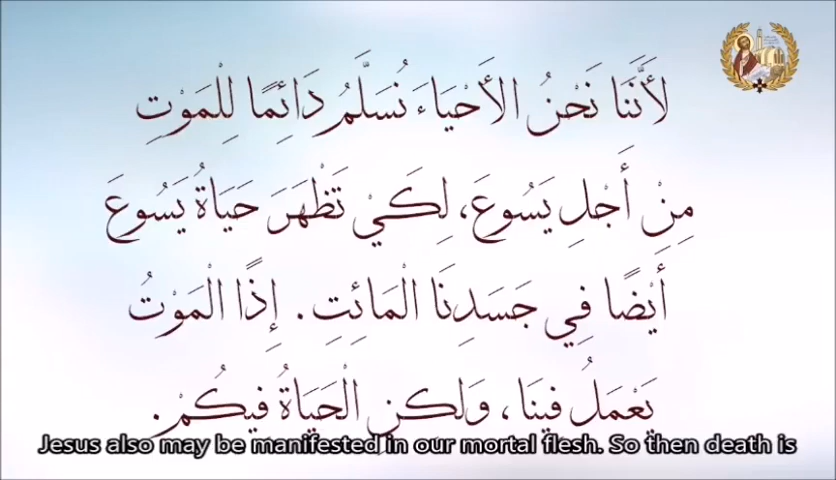 لأَنَّنَا نَحْنُ الأَحْيَاءَ نُسَلَّمُ دَائِمًا لِلْمَوْتِ
مِنْ أَجْلِ يَسُوعَ، لِكَيْ تَظْهَرَ حَيَاةُ يَسُوعَ
أَيْضًا فِي جَسَدِنَا الْمَائِتِ. إِذًا الْمَوْتُ
يَعْمَلُ فِينَا، وَلكِنِ الْحَيَاةُ فِيكُمْ.
Jesus also may be manifested in our mortal flesh. So then death is